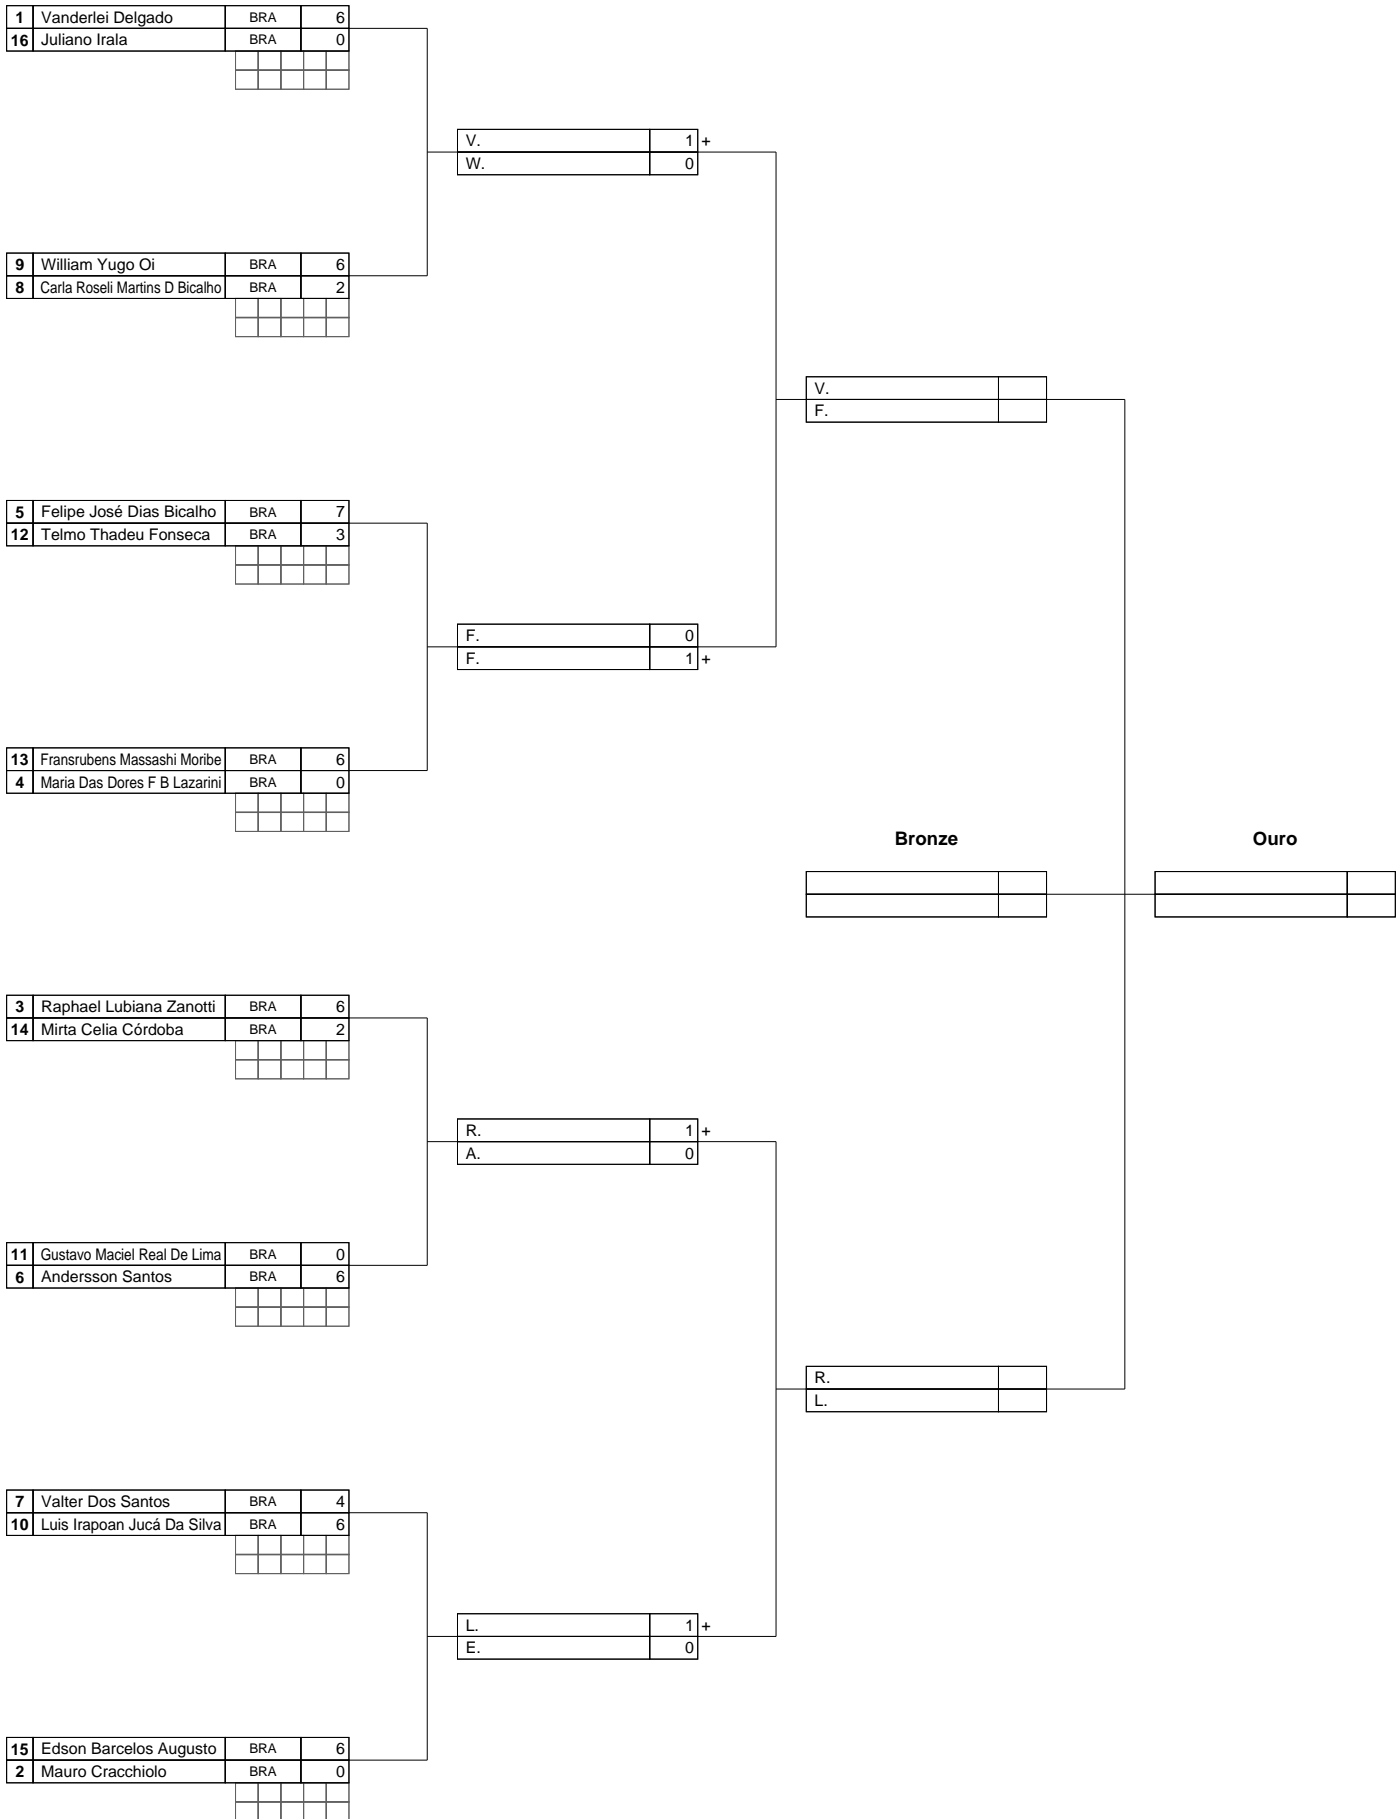 1 Vanderlei Delgado BRA 6
16 Juliano Irala BRA 0
V. 1 +
W. 0
9 William Yugo Oi BRA 6
8 Carla Roseli Martins D Bicalho BRA 2
V.
F.
5 Felipe José Dias Bicalho BRA 7
12 Telmo Thadeu Fonseca BRA 3
F. 0
F. 1 +
13 Fransrubens Massashi Moribe BRA 6
4 Maria Das Dores F B Lazarini BRA 0
Bronze Ouro
3 Raphael Lubiana Zanotti BRA 6
14 Mirta Celia Córdoba BRA 2
R. 1 +
A. 0
11 Gustavo Maciel Real De Lima BRA 0
6 Andersson Santos BRA 6
R.
L.
7 Valter Dos Santos BRA 4
10 Luis Irapoan Jucá Da Silva BRA 6
L. 1 +
E. 0
15 Edson Barcelos Augusto BRA 6
2 Mauro Cracchiolo BRA 0